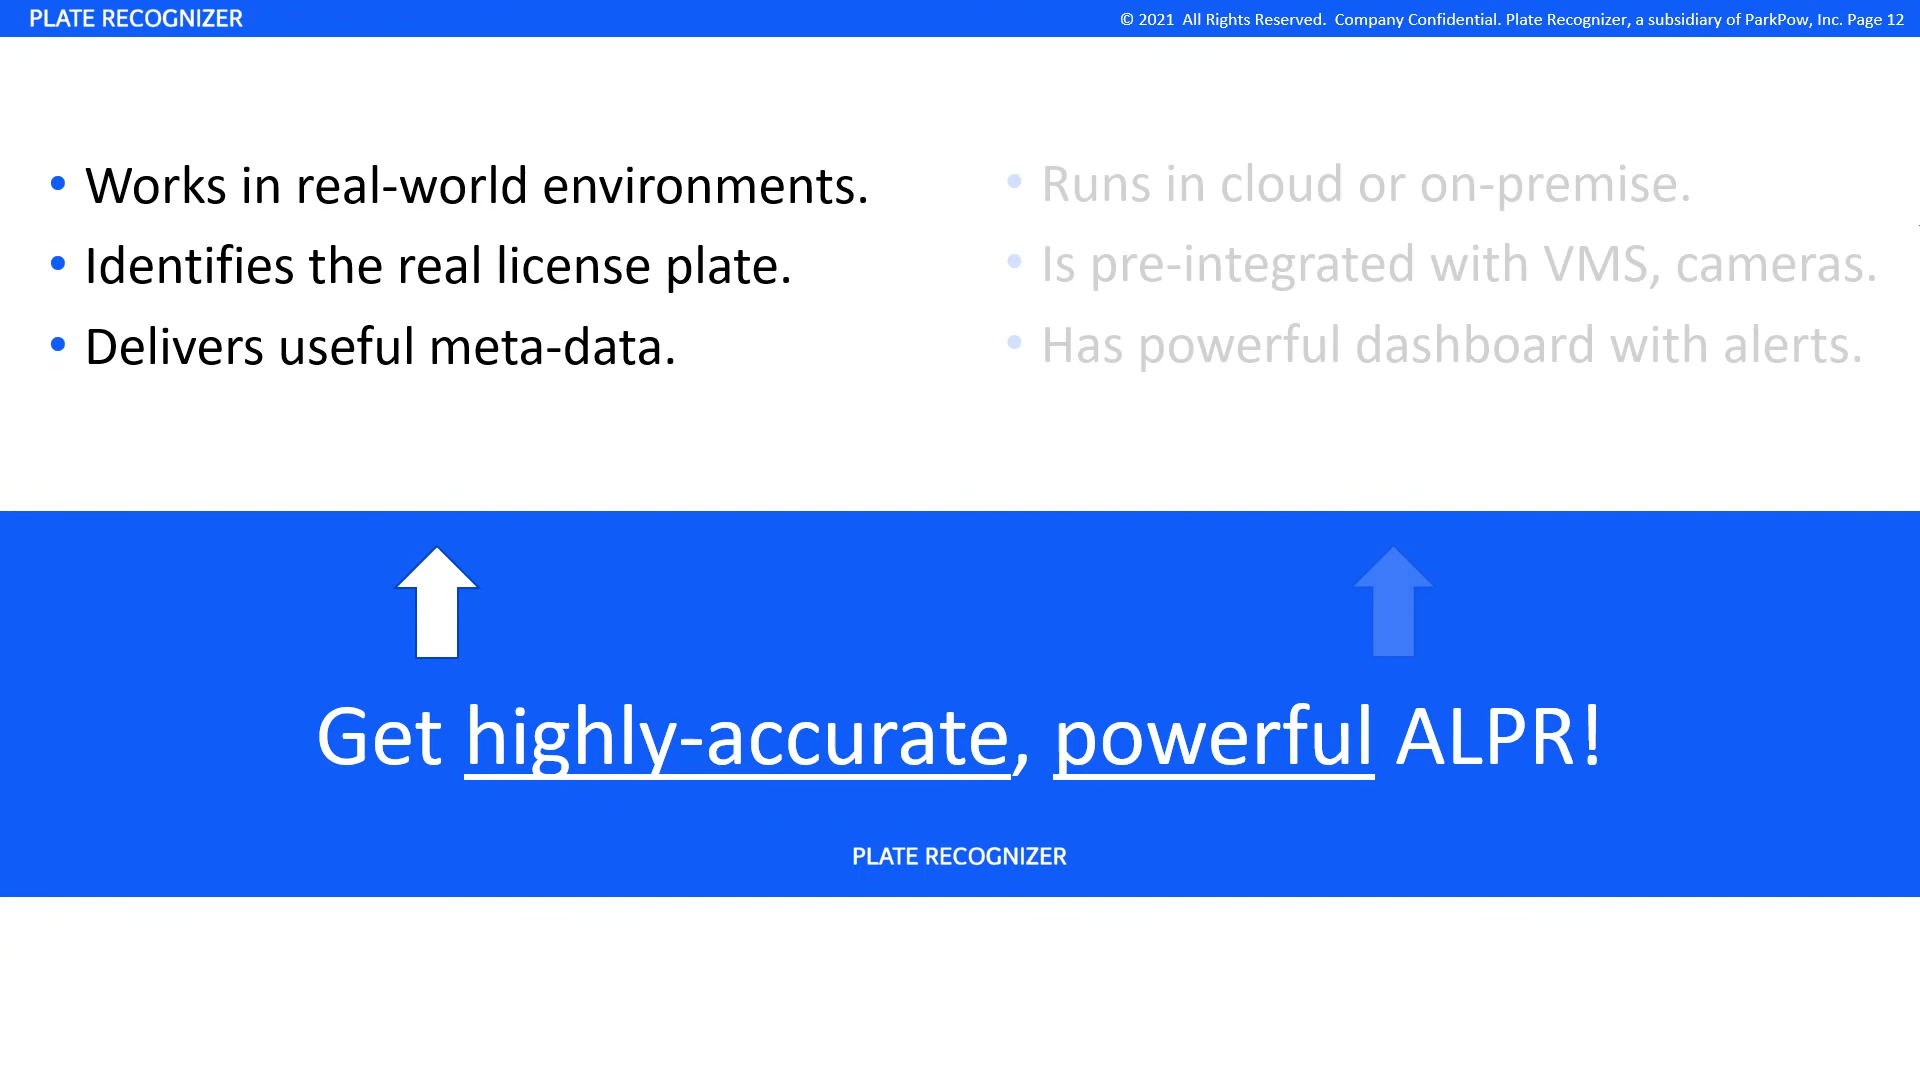 PLATE RECOGNIZER
© 2021 All Rights Reserved. Company Confidential. Plate Recognizer, a subsidiary of ParkPow, Inc. Page 12
• Works in real-world environments.
• Identifies the real license plate.
• Delivers useful meta-data.
• Runs in cloud or on-premise.
• Is pre-integrated with VMS, cameras.
• Has powerful dashboard with alerts.
Get highly-accurate, powerful ALPR!
PLATE RECOGNIZER